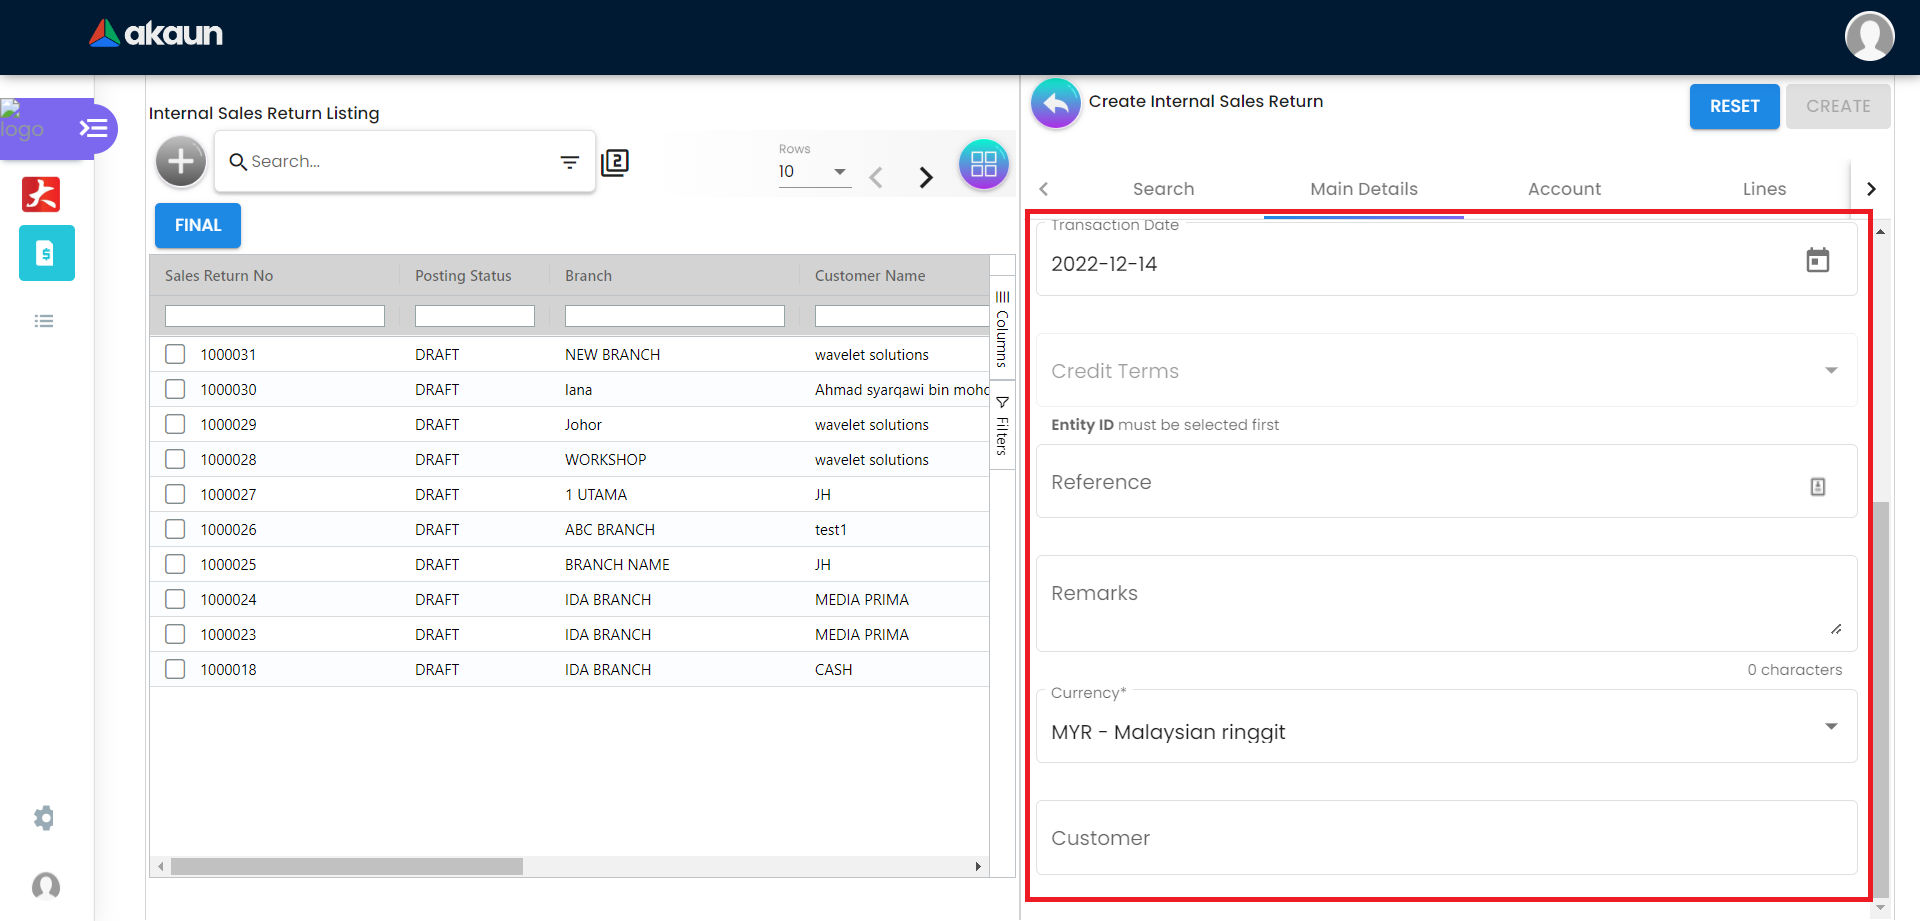 akaun
logo
Internal Sales Return Listing
Search...
2
Rows
10
FINAL
Sales Return No Posting Status Branch Customer Name
1000031 DRAFT NEW BRANCH wavelet solutions
1000030 DRAFT lana Ahmad syarqawi bin moho
1000029 DRAFT Johor wavelet solutions
1000028 DRAFT WORKSHOP wavelet solutions
1000027 DRAFT 1 UTAMA JH
1000026 DRAFT ABC BRANCH test1
1000025 DRAFT BRANCH NAME JH
1000024 DRAFT IDA BRANCH MEDIA PRIMA
1000023 DRAFT IDA BRANCH MEDIA PRIMA
1000018 DRAFT IDA BRANCH CASH
Columns
Filters
Create Internal Sales Return
RESET CREATE
Search Main Details Account Lines
Transaction Date
2022-12-14
Credit Terms
Entity ID must be selected first
Reference
Remarks
0 characters
Currency*
MYR - Malaysian ringgit
Customer